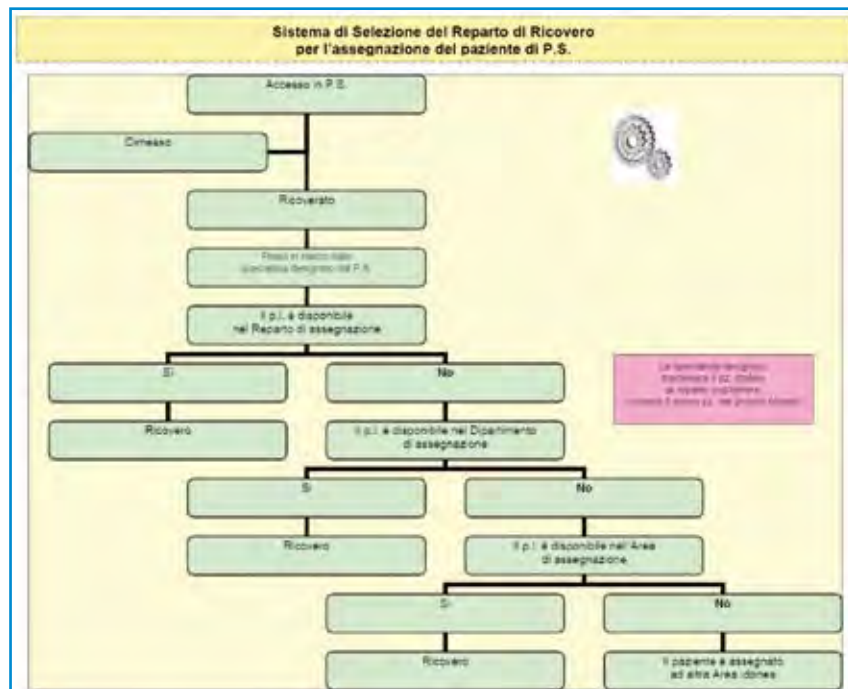 Sistema di Selezione del Reparto di Ricovero
per l'assegnazione del paziente di P.S.
Accesso in P.S.
Dimesso
Ricoverato
P.S.
Il p.l. è disponibile
nel Reparto di assegnazione
Si
No
Ricovero
Il p.l. è disponibile nel Dipartimento
di assegnazione
Si
No
Ricovero
Il p.l. è disponibile nell'Area
di assegnazione
Si
No
Ricovero
Il paziente è assegnato
ad altra Area idonea